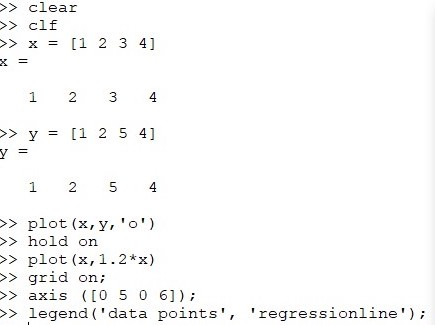 >> clear
>> clf
>> x = [1 2 3 4]
x =
1 2 3 4
>> y = [1 2 5 4]
y =
1 2 5 4
>> plot(x,y,'o')
>> hold on
>> plot(x,1.2*x)
>> grid on;
>> axis ([0 5 0 6]);
>> legend('data points', 'regressionline');